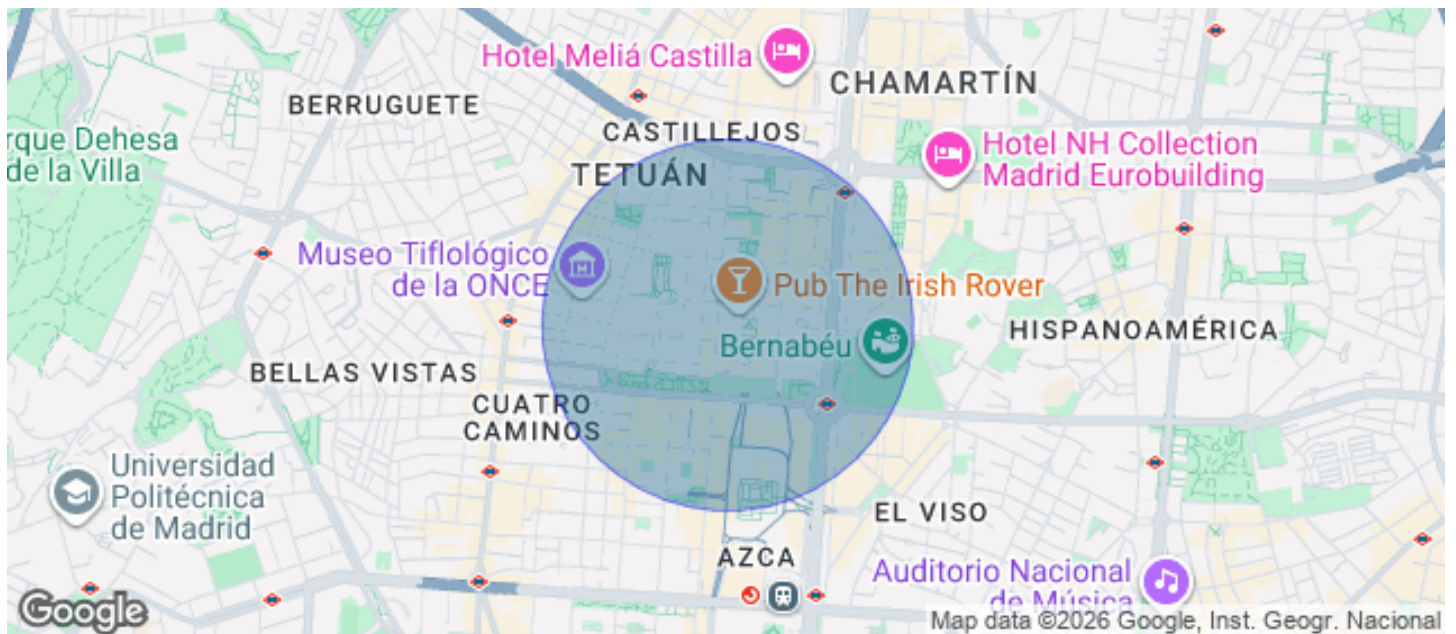 Hotel Meliá Castilla
CHAMARTÍN
BERRUGUETE
CASTILLEJOS
rque Dehesa
de la Villa
Hotel NH Collection
Madrid Eurobuilding
TETUÁN
Museo Tiflológico
de la ONCE
Pub The Irish Rover
Bernabéu
HISPANOAMÉRICA
BELLAS VISTAS
CUATRO
CAMINOS
Universidad
Politécnica
de Madrid
EL VISO
AZCA
Auditorio Nacional
de Música
Google
Map data ©2026 Google, Inst. Geogr. Nacional